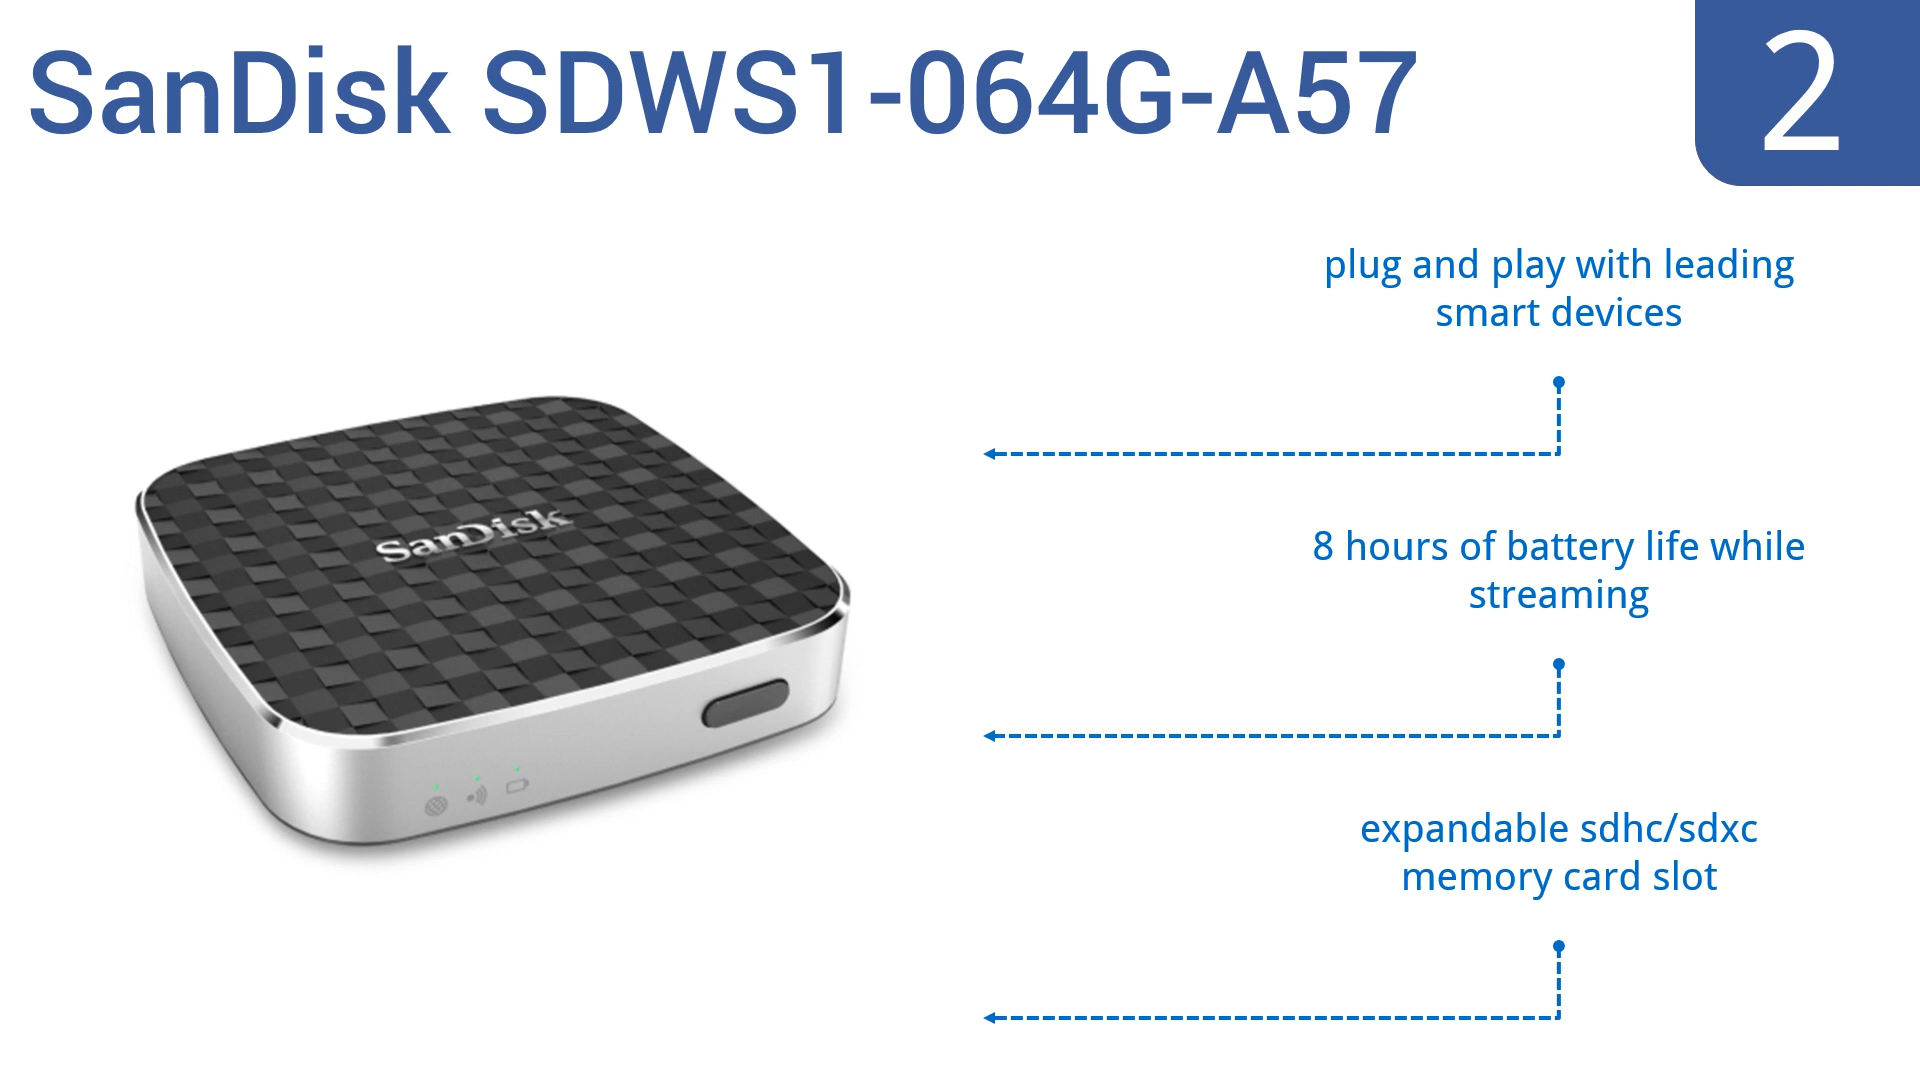 SanDisk SDWS1-064G-A57
2
plug and play with leading
smart devices
SanDisk
8 hours of battery life while
streaming
expandable sdhc/sdxc
memory card slot